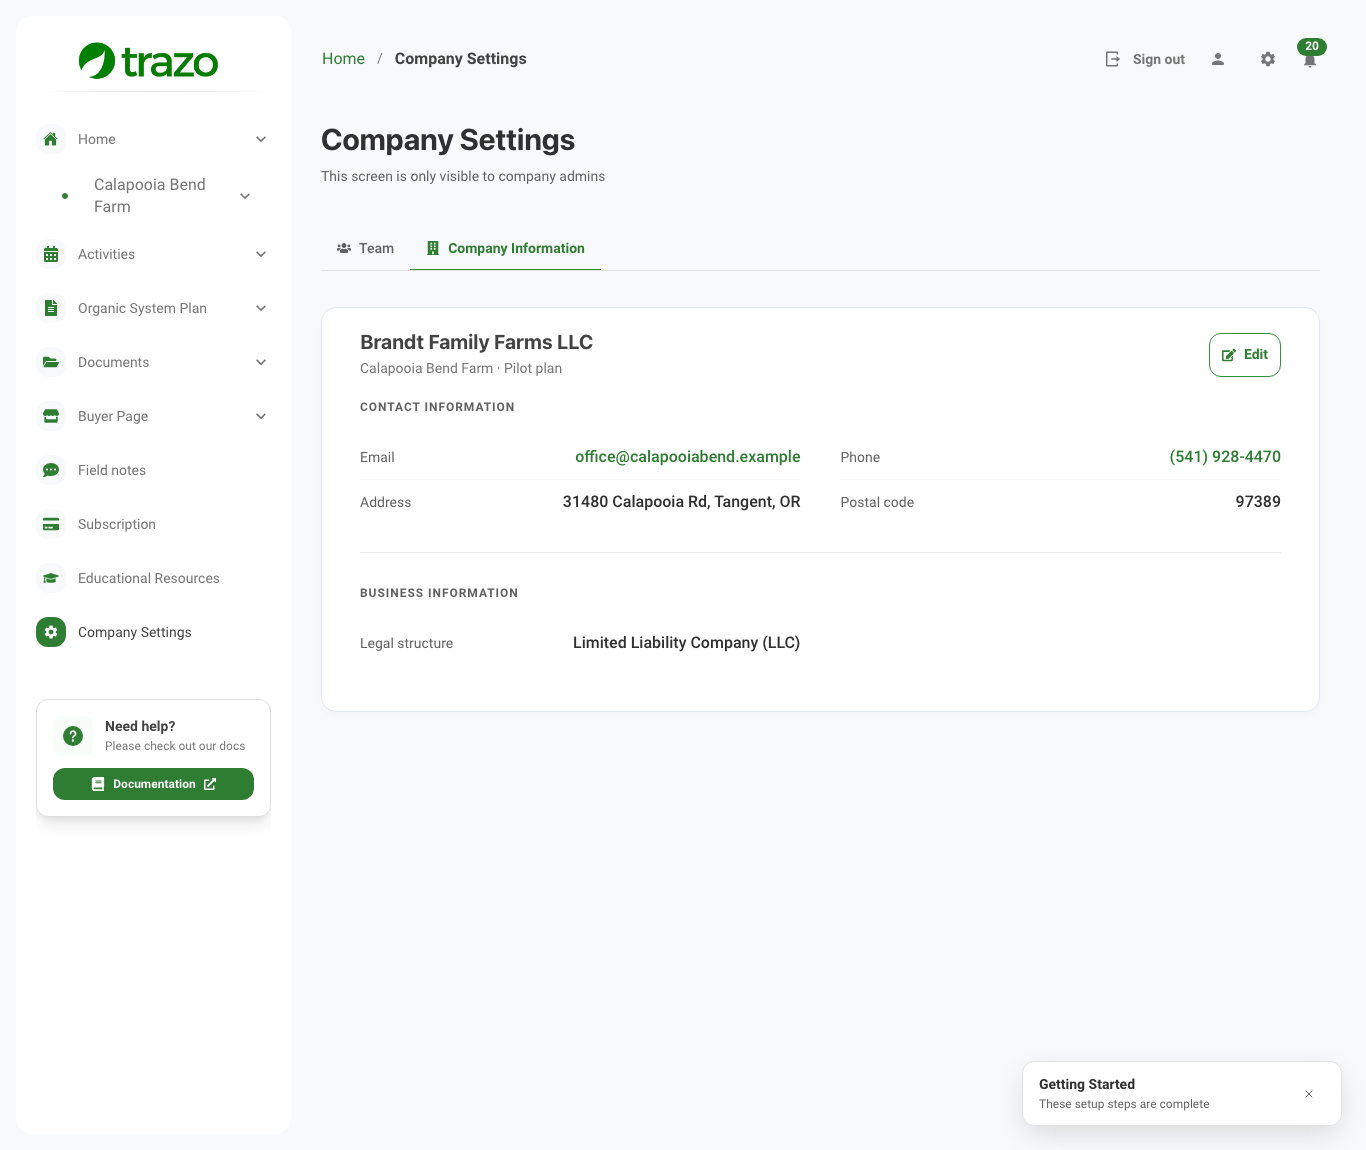 trazo
Home
Calapooia Bend
Farm
Activities
Organic System Plan
Documents
Buyer Page
Field notes
Subscription
Educational Resources
Company Settings
Need help?
Please check out our docs
Documentation
Home / Company Settings
Sign out
20
Company Settings
This screen is only visible to company admins
Team
Company Information
Brandt Family Farms LLC
Calapooia Bend Farm · Pilot plan
Edit
CONTACT INFORMATION
Email office@calapooiabend.example
Phone (541) 928-4470
Address 31480 Calapooia Rd, Tangent, OR
Postal code 97389
BUSINESS INFORMATION
Legal structure Limited Liability Company (LLC)
Getting Started
These setup steps are complete